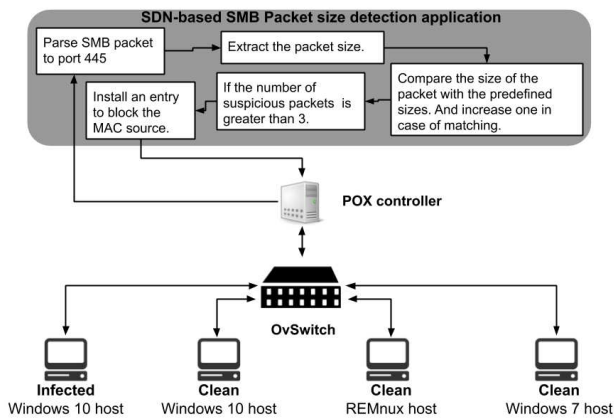 SDN-based SMB Packet size detection application
Parse SMB packet
to port 445
Extract the packet size.
Compare the size of the
packet with the predefined
sizes. And increase one in
case of matching.
If the number of
suspicious packets is
greater than 3.
Install an entry
to block the
MAC source.
POX controller
OvSwitch
Infected
Windows 10 host
Clean
Windows 10 host
Clean
REMnux host
Clean
Windows 7 host